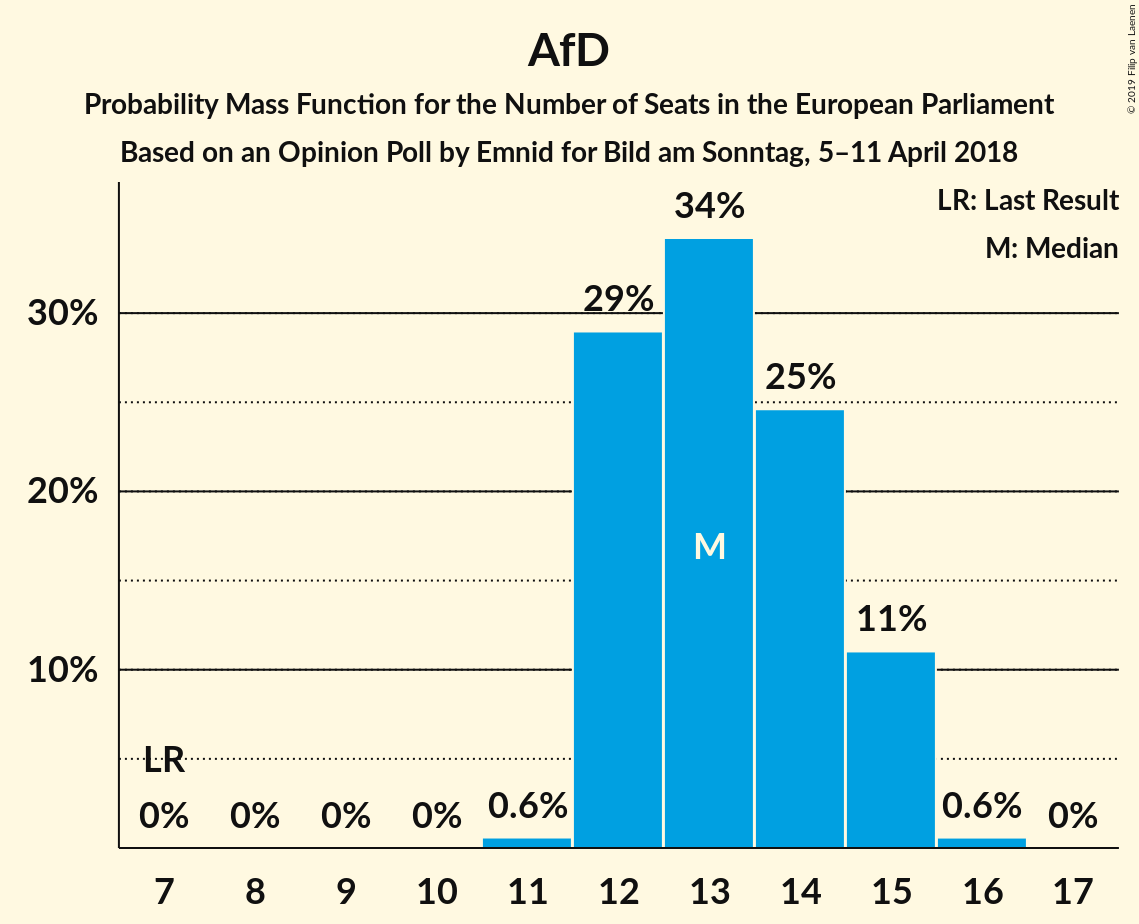 AfD
Probability Mass Function for the Number of Seats in the European Parliament
Based on an Opinion Poll by Emnid for Bild am Sonntag, 5–11 April 2018
© 2019 Filip van Laenen
LR: Last Result
M: Median
34%
29%
25%
11%
0.6%
0.6%
0%
0%
0%
0%
0%
LR
M
30%
20%
10%
7 8 9 10 11 12 13 14 15 16 17